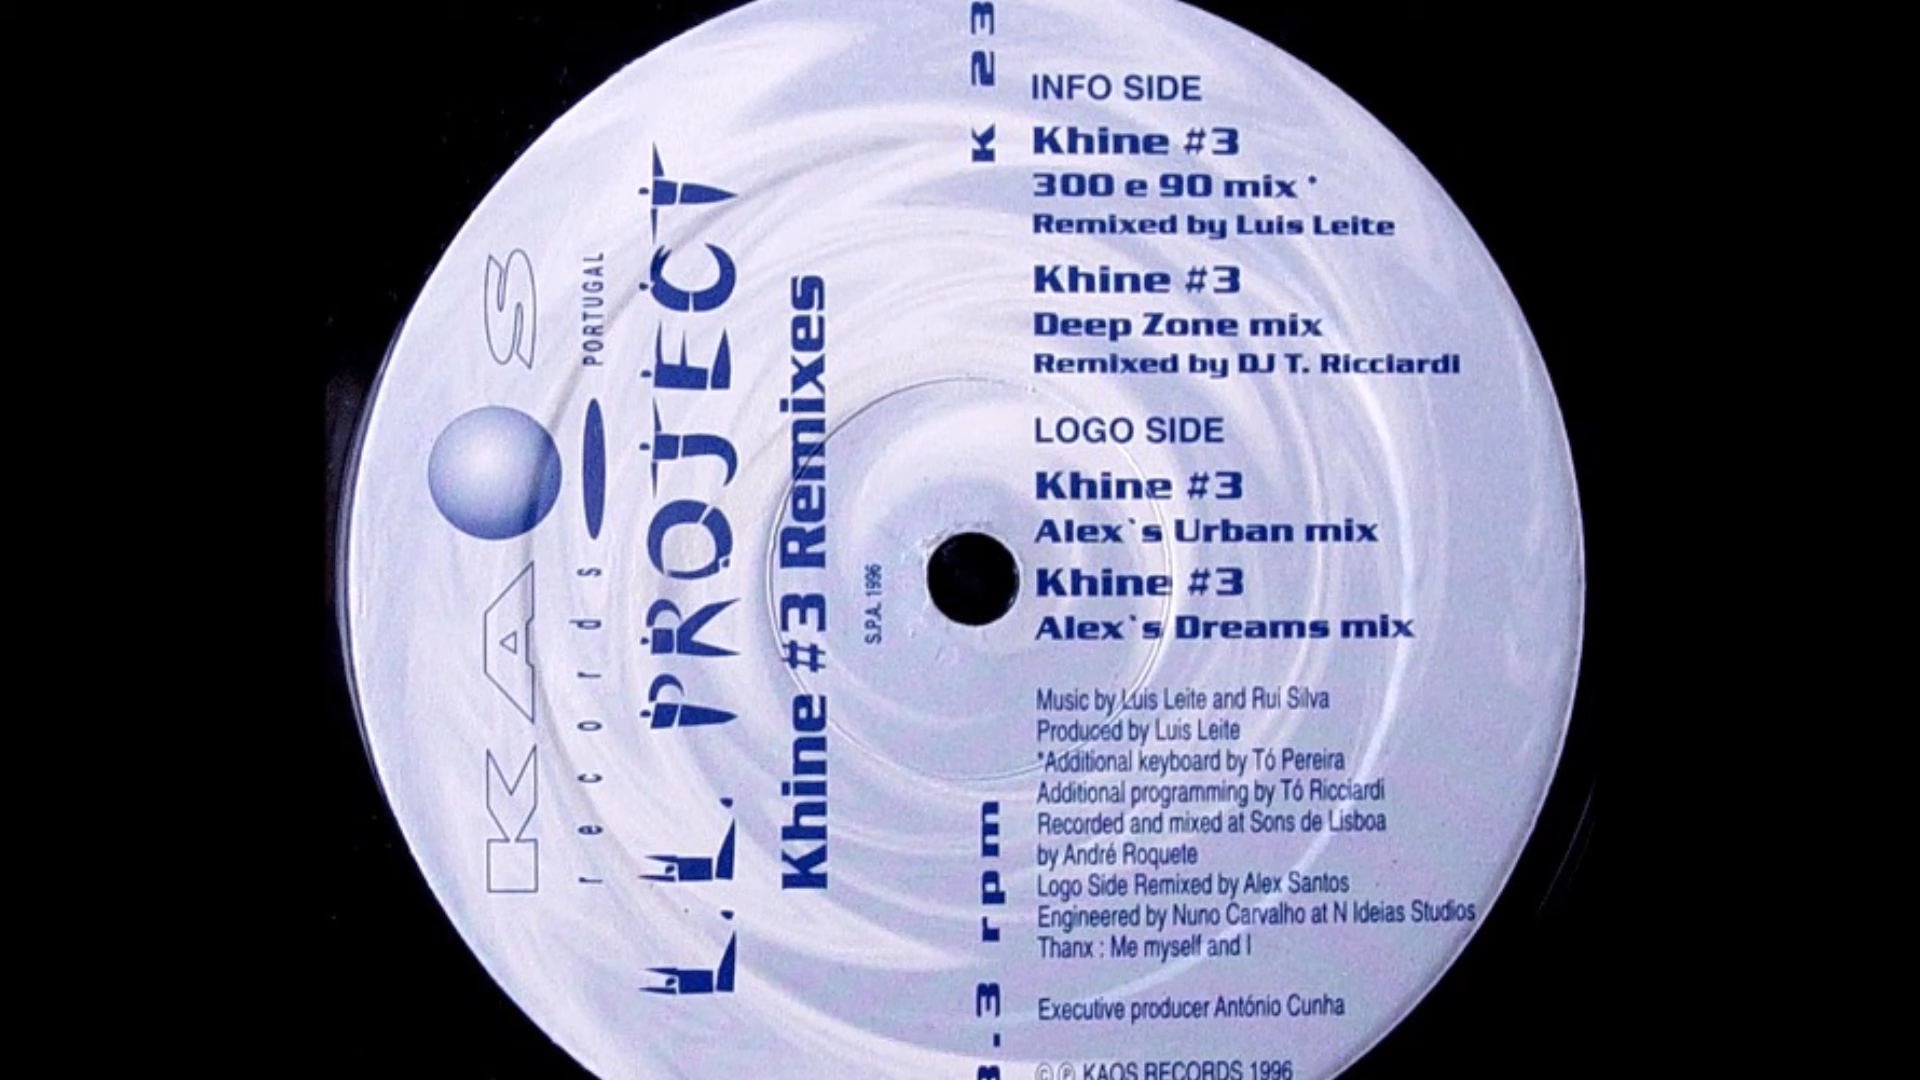 KAOS
records PORTUGAL
L.L. PROJECT
Khine #3 Remixes
S.P.A. 1996
K 23
3-3 rpm
INFO SIDE
Khine #3
300 e 90 mix *
Remixed by Luis Leite
Khine #3
Deep Zone mix
Remixed by DJ T. Ricciardi
LOGO SIDE
Khine #3
Alex`s Urban mix
Khine #3
Alex`s Dreams mix
Music by Luis Leite and Rui Silva
Produced by Luis Leite
*Additional keyboard by Tó Pereira
Additional programming by Tó Ricciardi
Recorded and mixed at Sons de Lisboa
by André Roquete
Logo Side Remixed by Alex Santos
Engineered by Nuno Carvalho at N Ideias Studios
Thanx : Me myself and I
Executive producer António Cunha
© ℗ KAOS RECORDS 1996